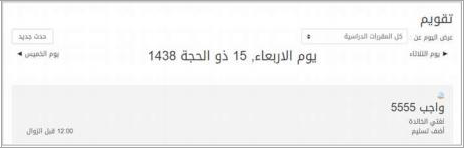 تقويم
عرض اليوم عن: كل المقررات الدراسية حدث جديد
يوم الثلاثاء يوم الاربعاء, 15 ذو الحجة 1438 يوم الخميس
واجب 5555
لغتي الخالدة
أضف تسليم 12:00 قبل الزوال